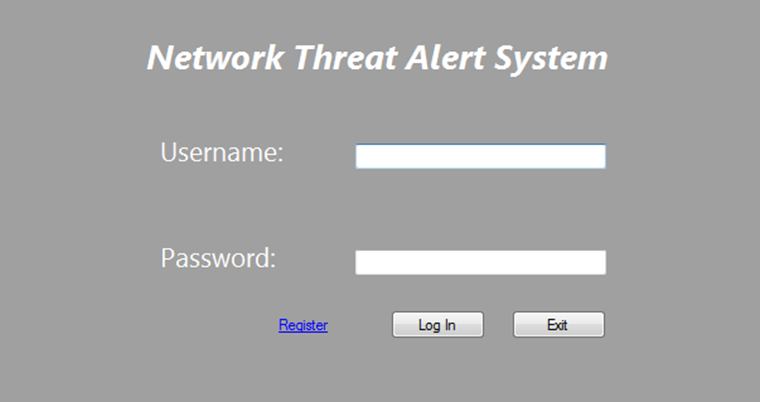 Network Threat Alert System
Username:
Password:
Register Log In Exit